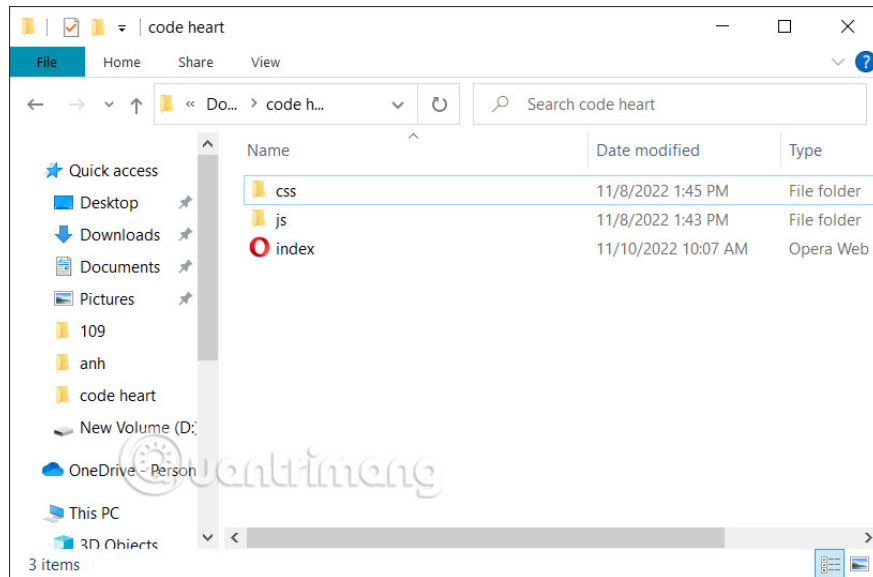 code heart
File Home Share View
« Do... > code h... Search code heart
Name Date modified Type
Quick access
Desktop
Downloads
Documents
Pictures
109
anh
code heart
New Volume (D:)
OneDrive - Person
This PC
3D Objects
css 11/8/2022 1:45 PM File folder
js 11/8/2022 1:43 PM File folder
index 11/10/2022 10:07 AM Opera Web
Quantrimang
3 items